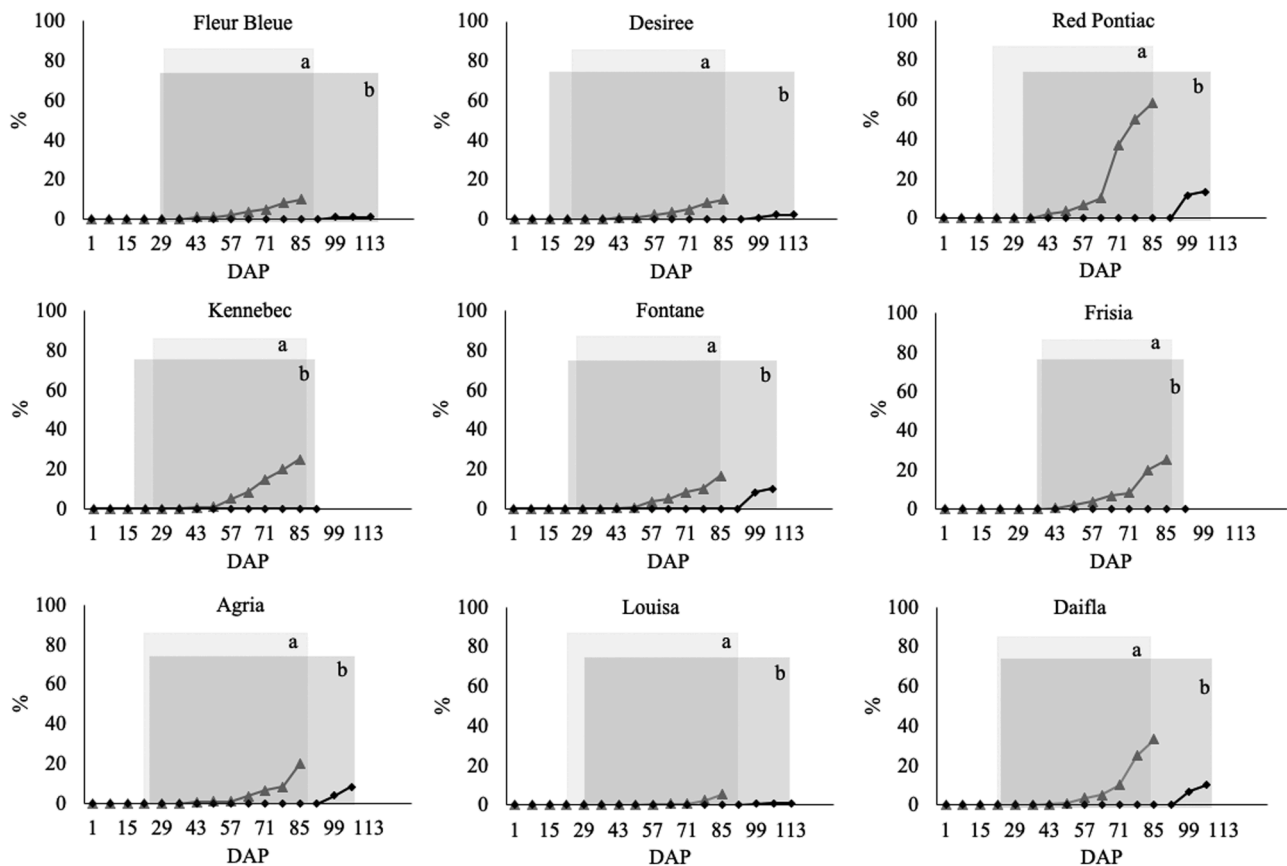 Fleur Bleue
Desiree
Red Pontiac
100 80 60 40 20 0
%
a
b
1 15 29 43 57 71 85 99 113
DAP
100 80 60 40 20 0
%
a
b
1 15 29 43 57 71 85 99 113
DAP
100 80 60 40 20 0
%
a
b
1 15 29 43 57 71 85 99 113
DAP
Kennebec
Fontane
Frisia
100 80 60 40 20 0
%
a
b
1 15 29 43 57 71 85 99 113
DAP
100 80 60 40 20 0
%
a
b
1 15 29 43 57 71 85 99 113
DAP
100 80 60 40 20 0
%
a
b
1 15 29 43 57 71 85 99 113
DAP
Agria
Louisa
Daifla
100 80 60 40 20 0
%
a
b
1 15 29 43 57 71 85 99 113
DAP
100 80 60 40 20 0
%
a
b
1 15 29 43 57 71 85 99 113
DAP
100 80 60 40 20 0
%
a
b
1 15 29 43 57 71 85 99 113
DAP